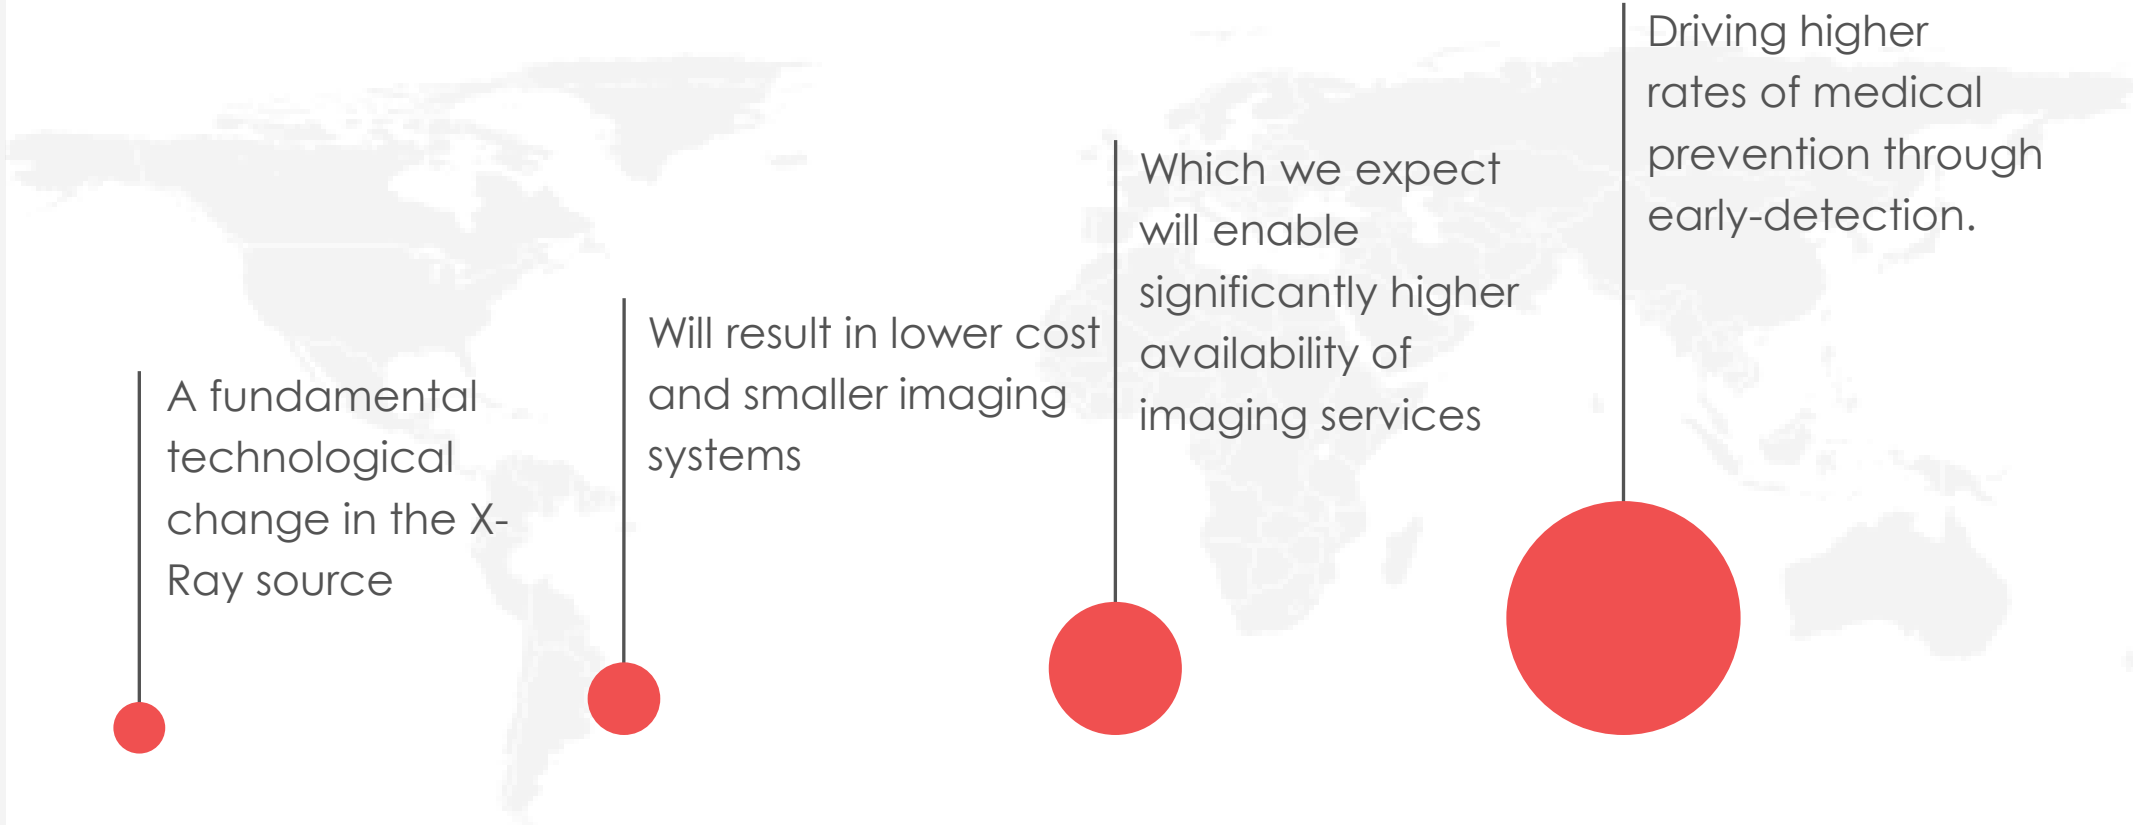 A fundamental
technological
change in the X-
Ray source
Will result in lower cost
and smaller imaging
systems
Which we expect
will enable
significantly higher
availability of
imaging services
Driving higher
rates of medical
prevention through
early-detection.